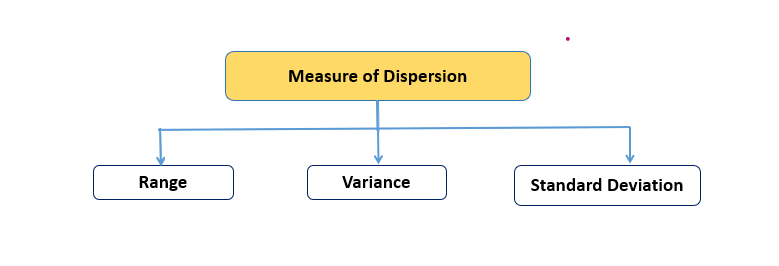 Measure of Dispersion
Range
Variance
Standard Deviation